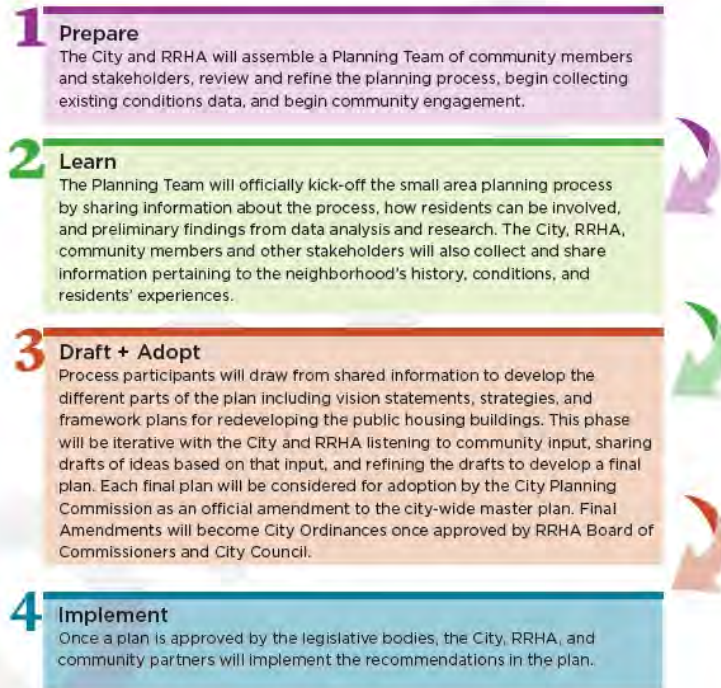 1
Prepare
The City and RRHA will assemble a Planning Team of community members
and stakeholders, review and refine the planning process, begin collecting
existing conditions data, and begin community engagement.
2
Learn
The Planning Team will officially kick-off the small area planning process
by sharing information about the process, how residents can be involved,
and preliminary findings from data analysis and research. The City, RRHA,
community members and other stakeholders will also collect and share
information pertaining to the neighborhood's history, conditions, and
residents' experiences.
3
Draft + Adopt
Process participants will draw from shared information to develop the
different parts of the plan including vision statements, strategies, and
framework plans for redeveloping the public housing buildings. This phase
will be iterative with the City and RRHA listening to community input, sharing
drafts of ideas based on that input, and refining the drafts to develop a final
plan. Each final plan will be considered for adoption by the City Planning
Commission as an official amendment to the city-wide master plan. Final
Amendments will become City Ordinances once approved by RRHA Board of
Commissioners and City Council.
4
Implement
Once a plan is approved by the legislative bodies, the City, RRHA, and
community partners will implement the recommendations in the plan.